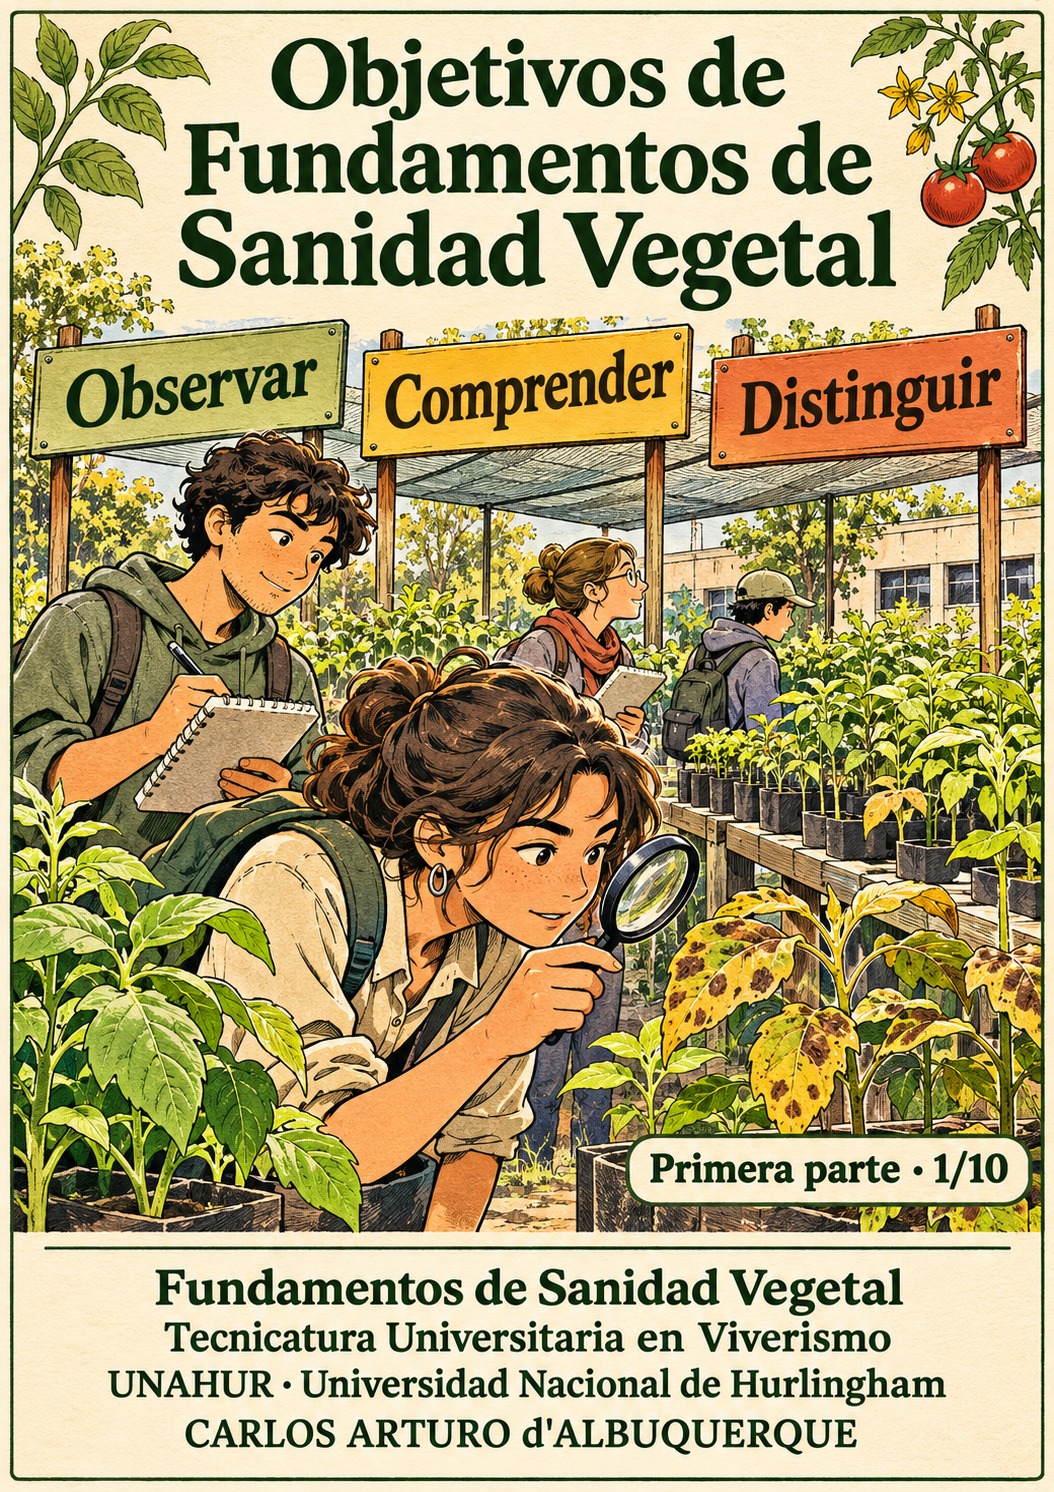 Objetivos de
Fundamentos de
Sanidad Vegetal
Observar
Comprender
Distinguir
Primera parte · 1/10
Fundamentos de Sanidad Vegetal
Tecnicatura Universitaria en Viverismo
UNAHUR · Universidad Nacional de Hurlingham
CARLOS ARTURO d'ALBUQUERQUE